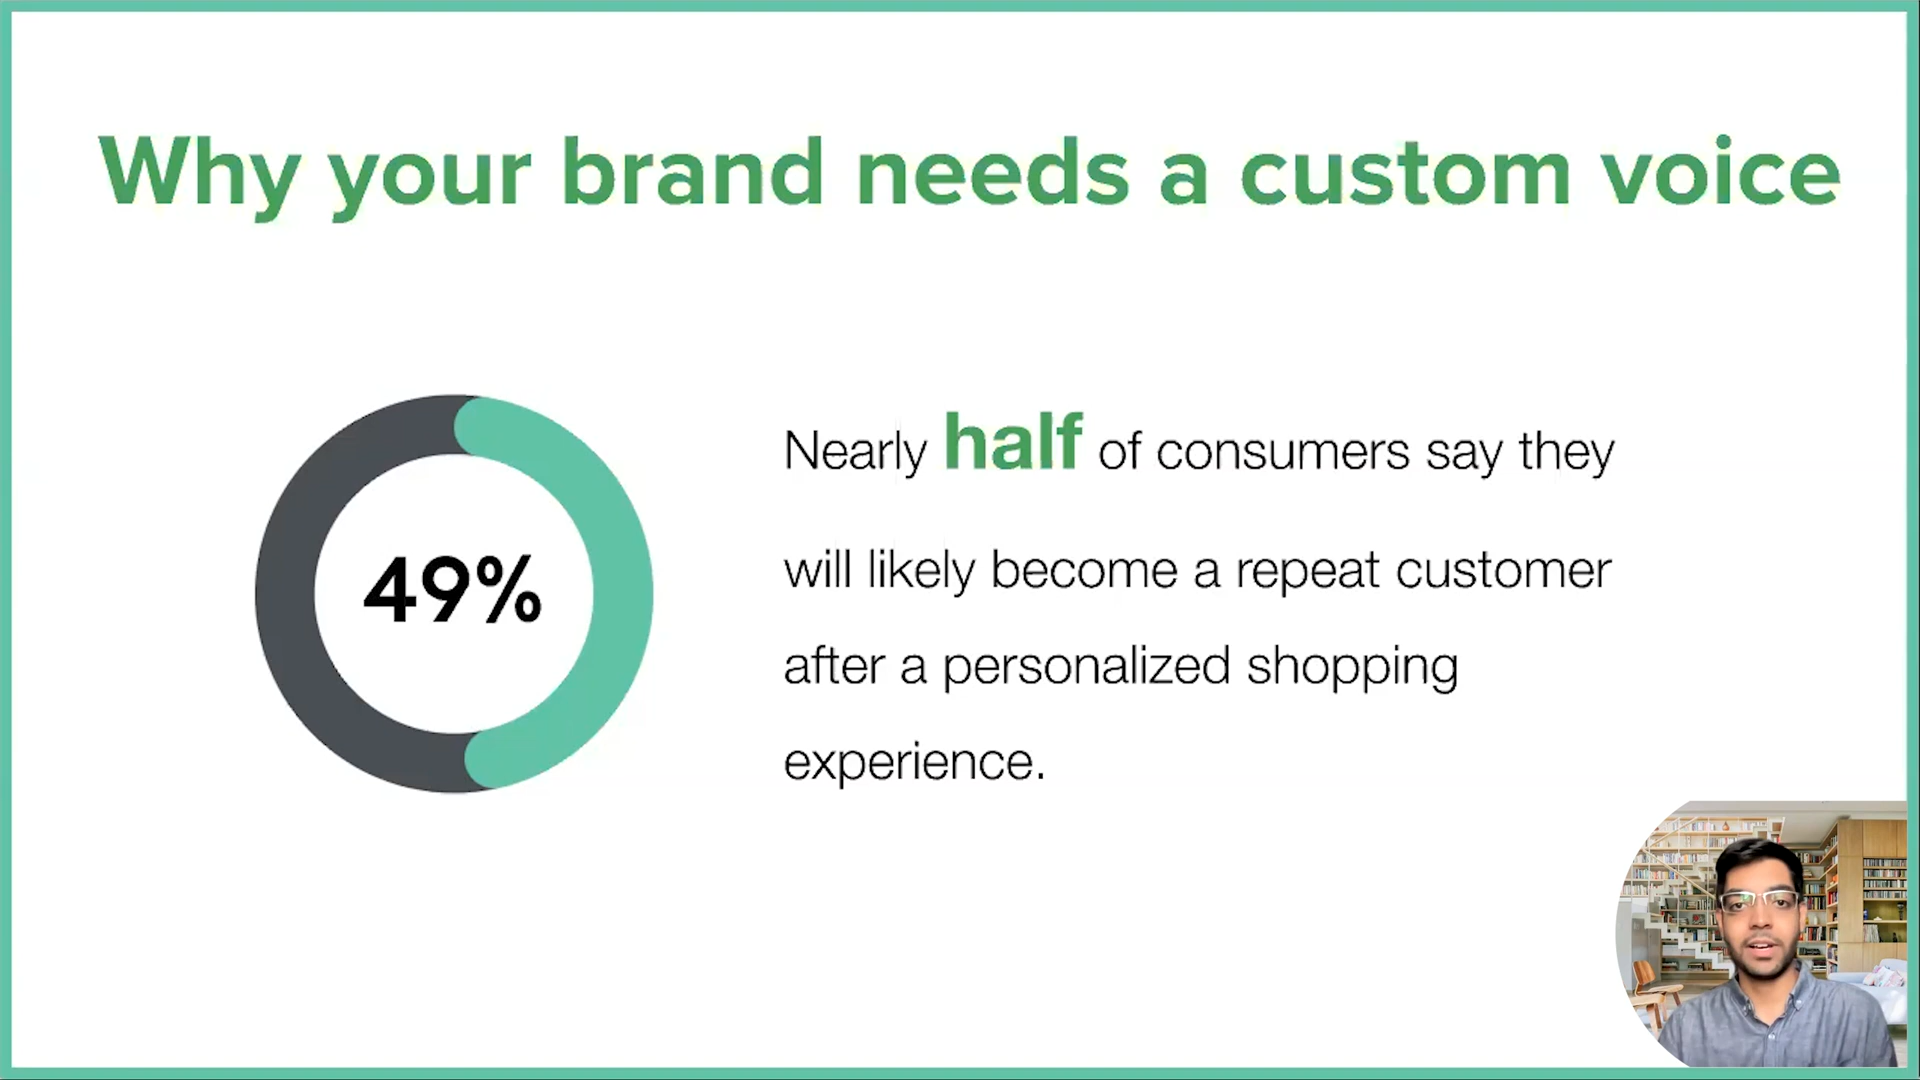 Why your brand needs a custom voice
49%
Nearly half of consumers say they
will likely become a repeat customer
after a personalized shopping
experience.